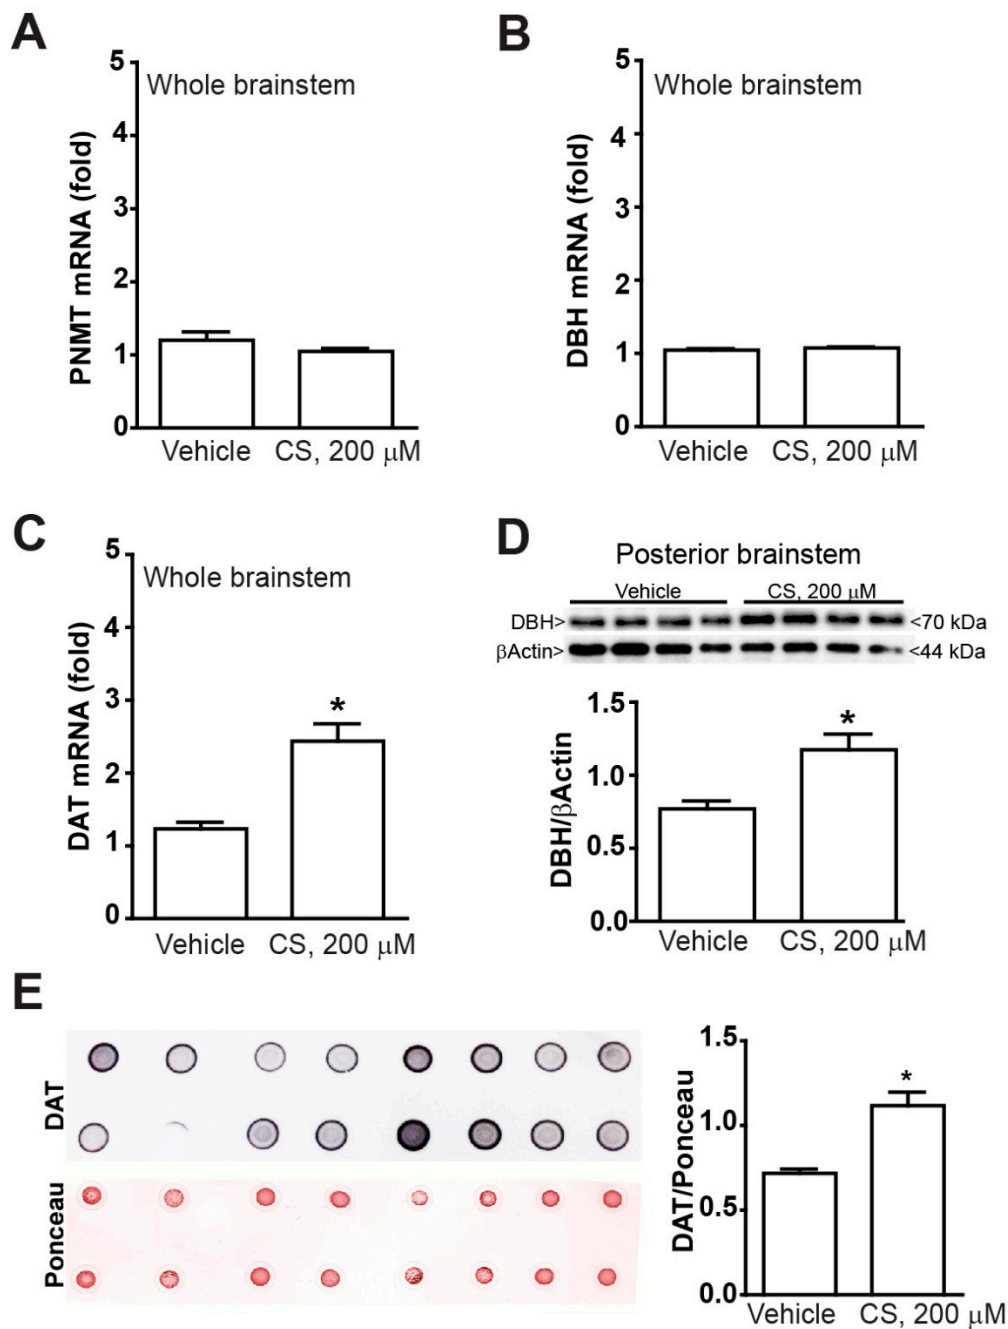 A
5
4
3
2
1
0
PNMT mRNA (fold)
Whole brainstem
Vehicle CS, 200 μM
B
5
4
3
2
1
0
DBH mRNA (fold)
Whole brainstem
Vehicle CS, 200 μM
C
5
4
3
2
1
0
DAT mRNA (fold)
Whole brainstem
*
Vehicle CS, 200 μM
D
Posterior brainstem
Vehicle CS, 200 μM
DBH> <70 kDa
βActin> <44 kDa
1.5
1.0
0.5
0.0
DBH/βActin
*
Vehicle CS, 200 μM
E
DAT
Ponceau
1.5
1.0
0.5
0.0
DAT/Ponceau
*
Vehicle CS, 200 μM